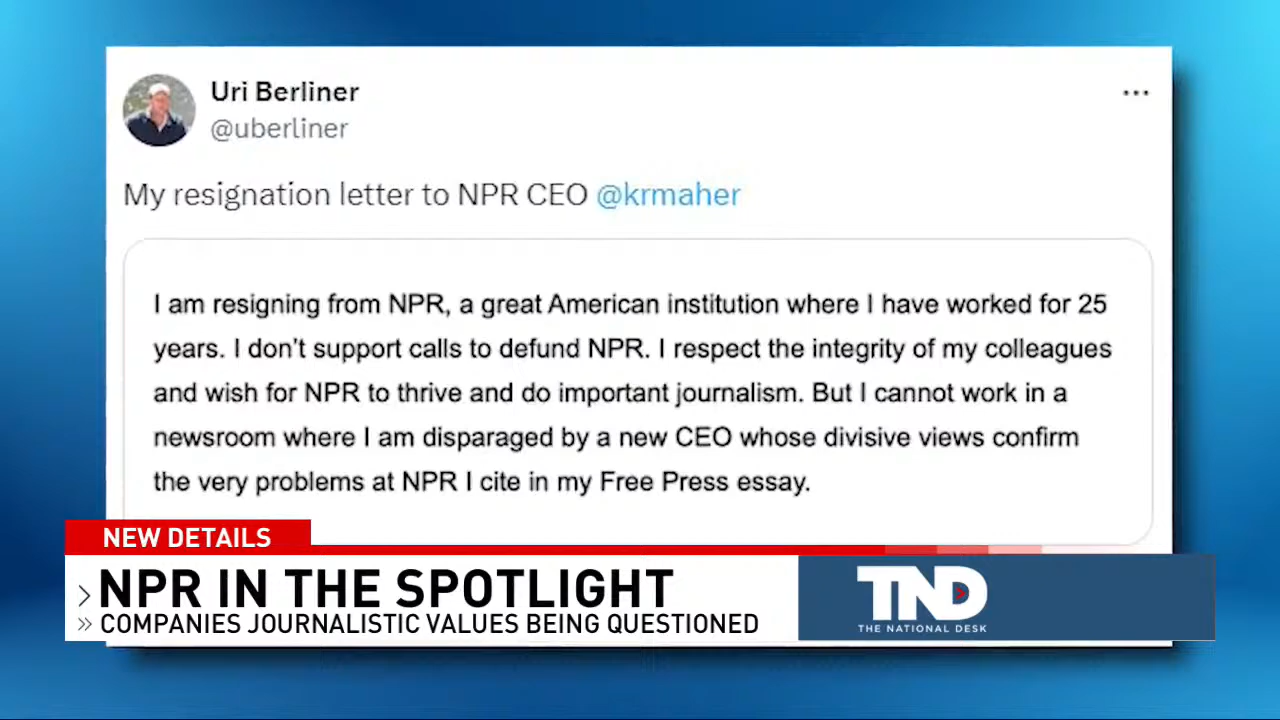 Uri Berliner
@uberliner
...
My resignation letter to NPR CEO @krmaher
I am resigning from NPR, a great American institution where I have worked for 25
years. I don't support calls to defund NPR. I respect the integrity of my colleagues
and wish for NPR to thrive and do important journalism. But I cannot work in a
newsroom where I am disparaged by a new CEO whose divisive views confirm
the very problems at NPR I cite in my Free Press essay.
NEW DETAILS
> NPR IN THE SPOTLIGHT
» COMPANIES JOURNALISTIC VALUES BEING QUESTIONED
TND
THE NATIONAL DESK